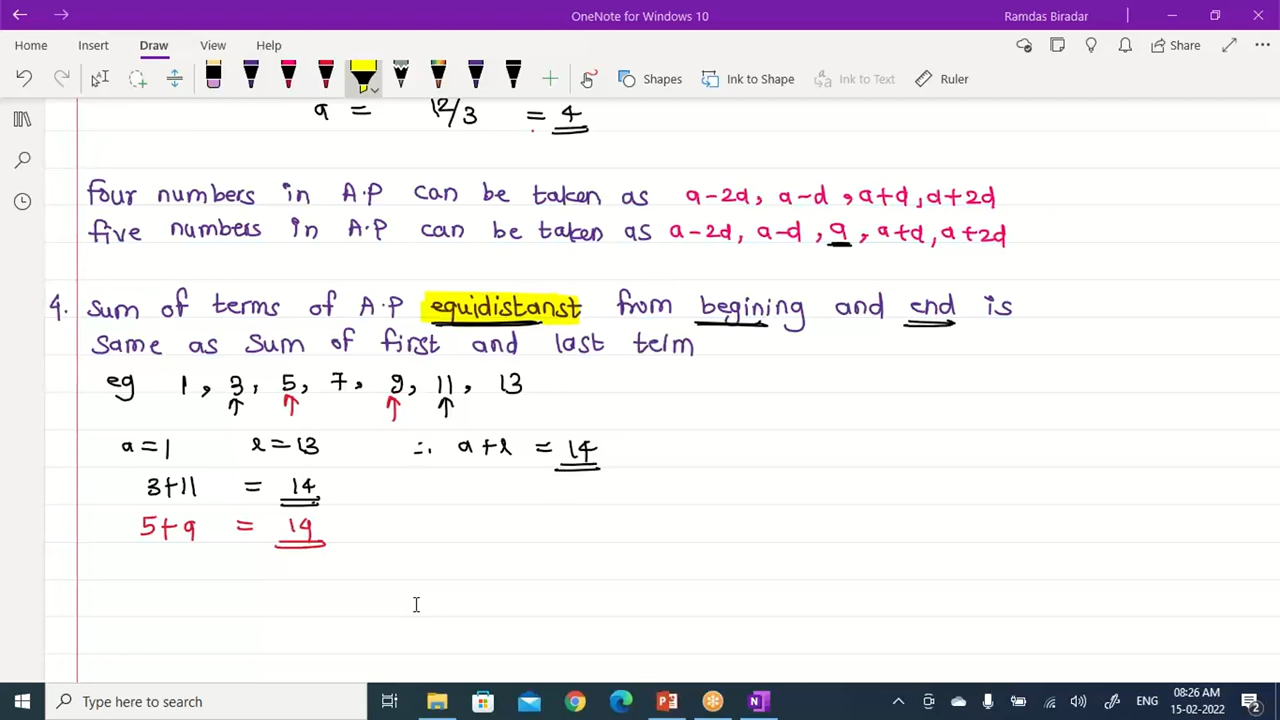 OneNote for Windows 10
Ramdas Biradar
Home Insert Draw View Help
Share
Shapes Ink to Shape Ink to Text Ruler
a = 12/3 = 4
four numbers in A.P can be taken as a-2d, a-d, a+d, a+2d
five numbers in A.P can be taken as a-2d, a-d, a, a+d, a+2d
4. Sum of terms of A.P equidistanst from begining and end is
same as sum of first and last term
eg 1, 3, 5, 7, 9, 11, 13
a=1 l=13 ∴ a+l = 14
3+11 = 14
5+9 = 14
Type here to search
ENG
08:26 AM
15-02-2022
2